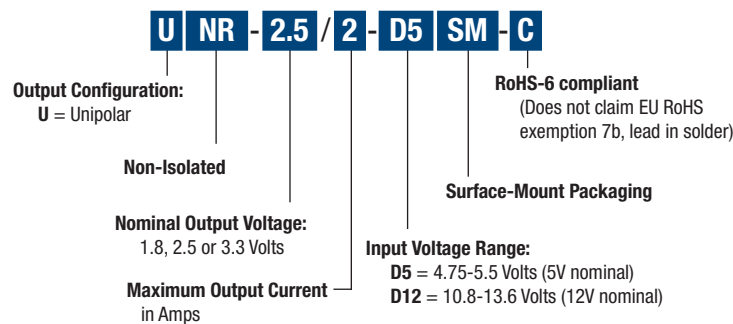 U NR - 2.5 / 2 - D5 SM - C
Output Configuration:
U = Unipolar
Non-Isolated
Nominal Output Voltage:
1.8, 2.5 or 3.3 Volts
Maximum Output Current
in Amps
Input Voltage Range:
D5 = 4.75-5.5 Volts (5V nominal)
D12 = 10.8-13.6 Volts (12V nominal)
Surface-Mount Packaging
RoHS-6 compliant
(Does not claim EU RoHS
exemption 7b, lead in solder)